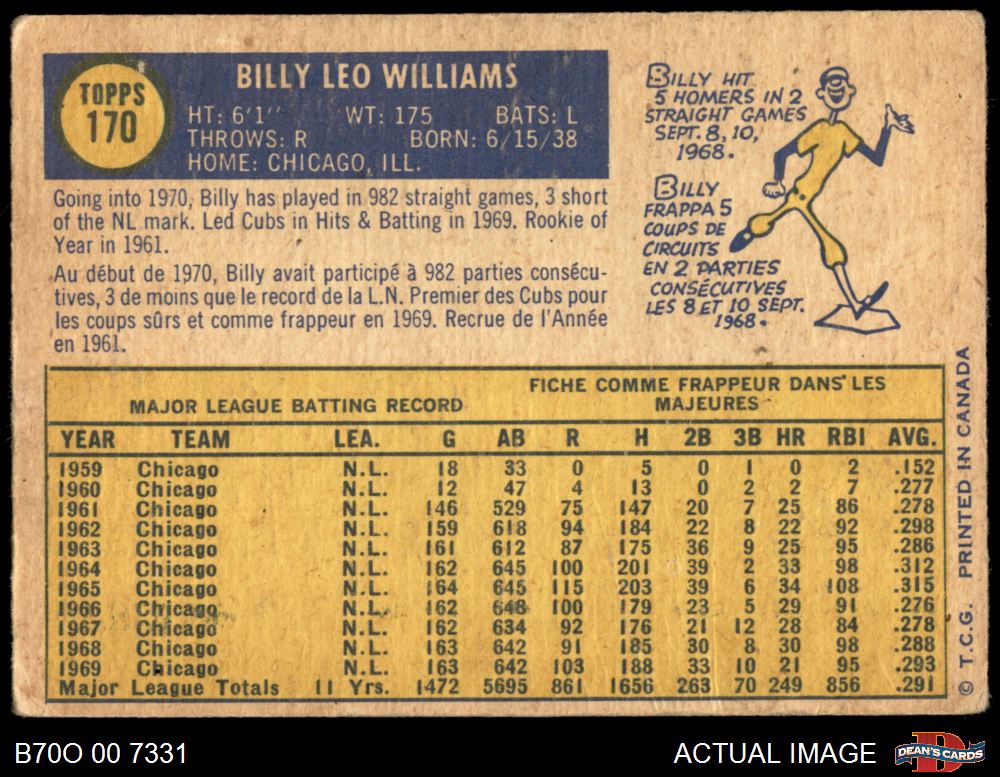 TOPPS
170
BILLY LEO WILLIAMS
HT: 6'1'' WT: 175 BATS: L
THROWS: R BORN: 6/15/38
HOME: CHICAGO, ILL.
Going into 1970, Billy has played in 982 straight games, 3 short
of the NL mark. Led Cubs in Hits & Batting in 1969. Rookie of
Year in 1961.
Au début de 1970, Billy avait participé à 982 parties consécu-
tives, 3 de moins que le record de la L.N. Premier des Cubs pour
les coups sûrs et comme frappeur en 1969. Recrue de l'Année
en 1961.
BILLY HIT
5 HOMERS IN 2
STRAIGHT GAMES
SEPT. 8, 10,
1968.
BILLY
FRAPPA 5
COUPS DE
CIRCUITS
EN 2 PARTIES
CONSÉCUTIVES
LES 8 ET 10 SEPT.
1968.
MAJOR LEAGUE BATTING RECORD
FICHE COMME FRAPPEUR DANS LES
MAJEURES
YEAR TEAM LEA. G AB R H 2B 3B HR RBI AVG.
1959 Chicago N.L. 18 33 0 5 0 1 0 2 .152
1960 Chicago N.L. 12 47 4 13 0 2 2 7 .277
1961 Chicago N.L. 146 529 75 147 20 7 25 86 .278
1962 Chicago N.L. 159 618 94 184 22 8 22 92 .298
1963 Chicago N.L. 161 612 87 175 36 9 25 95 .286
1964 Chicago N.L. 162 645 100 201 39 2 33 98 .312
1965 Chicago N.L. 164 645 115 203 39 6 34 108 .315
1966 Chicago N.L. 162 648 100 179 23 5 29 91 .276
1967 Chicago N.L. 162 634 92 176 21 12 28 84 .278
1968 Chicago N.L. 163 642 91 185 30 8 30 98 .288
1969 Chicago N.L. 163 642 103 188 33 10 21 95 .293
Major League Totals 11 Yrs. 1472 5695 861 1656 263 70 249 856 .291
© T.C.G. PRINTED IN CANADA
B70O 00 7331
ACTUAL IMAGE
D
DEAN'S CARDS